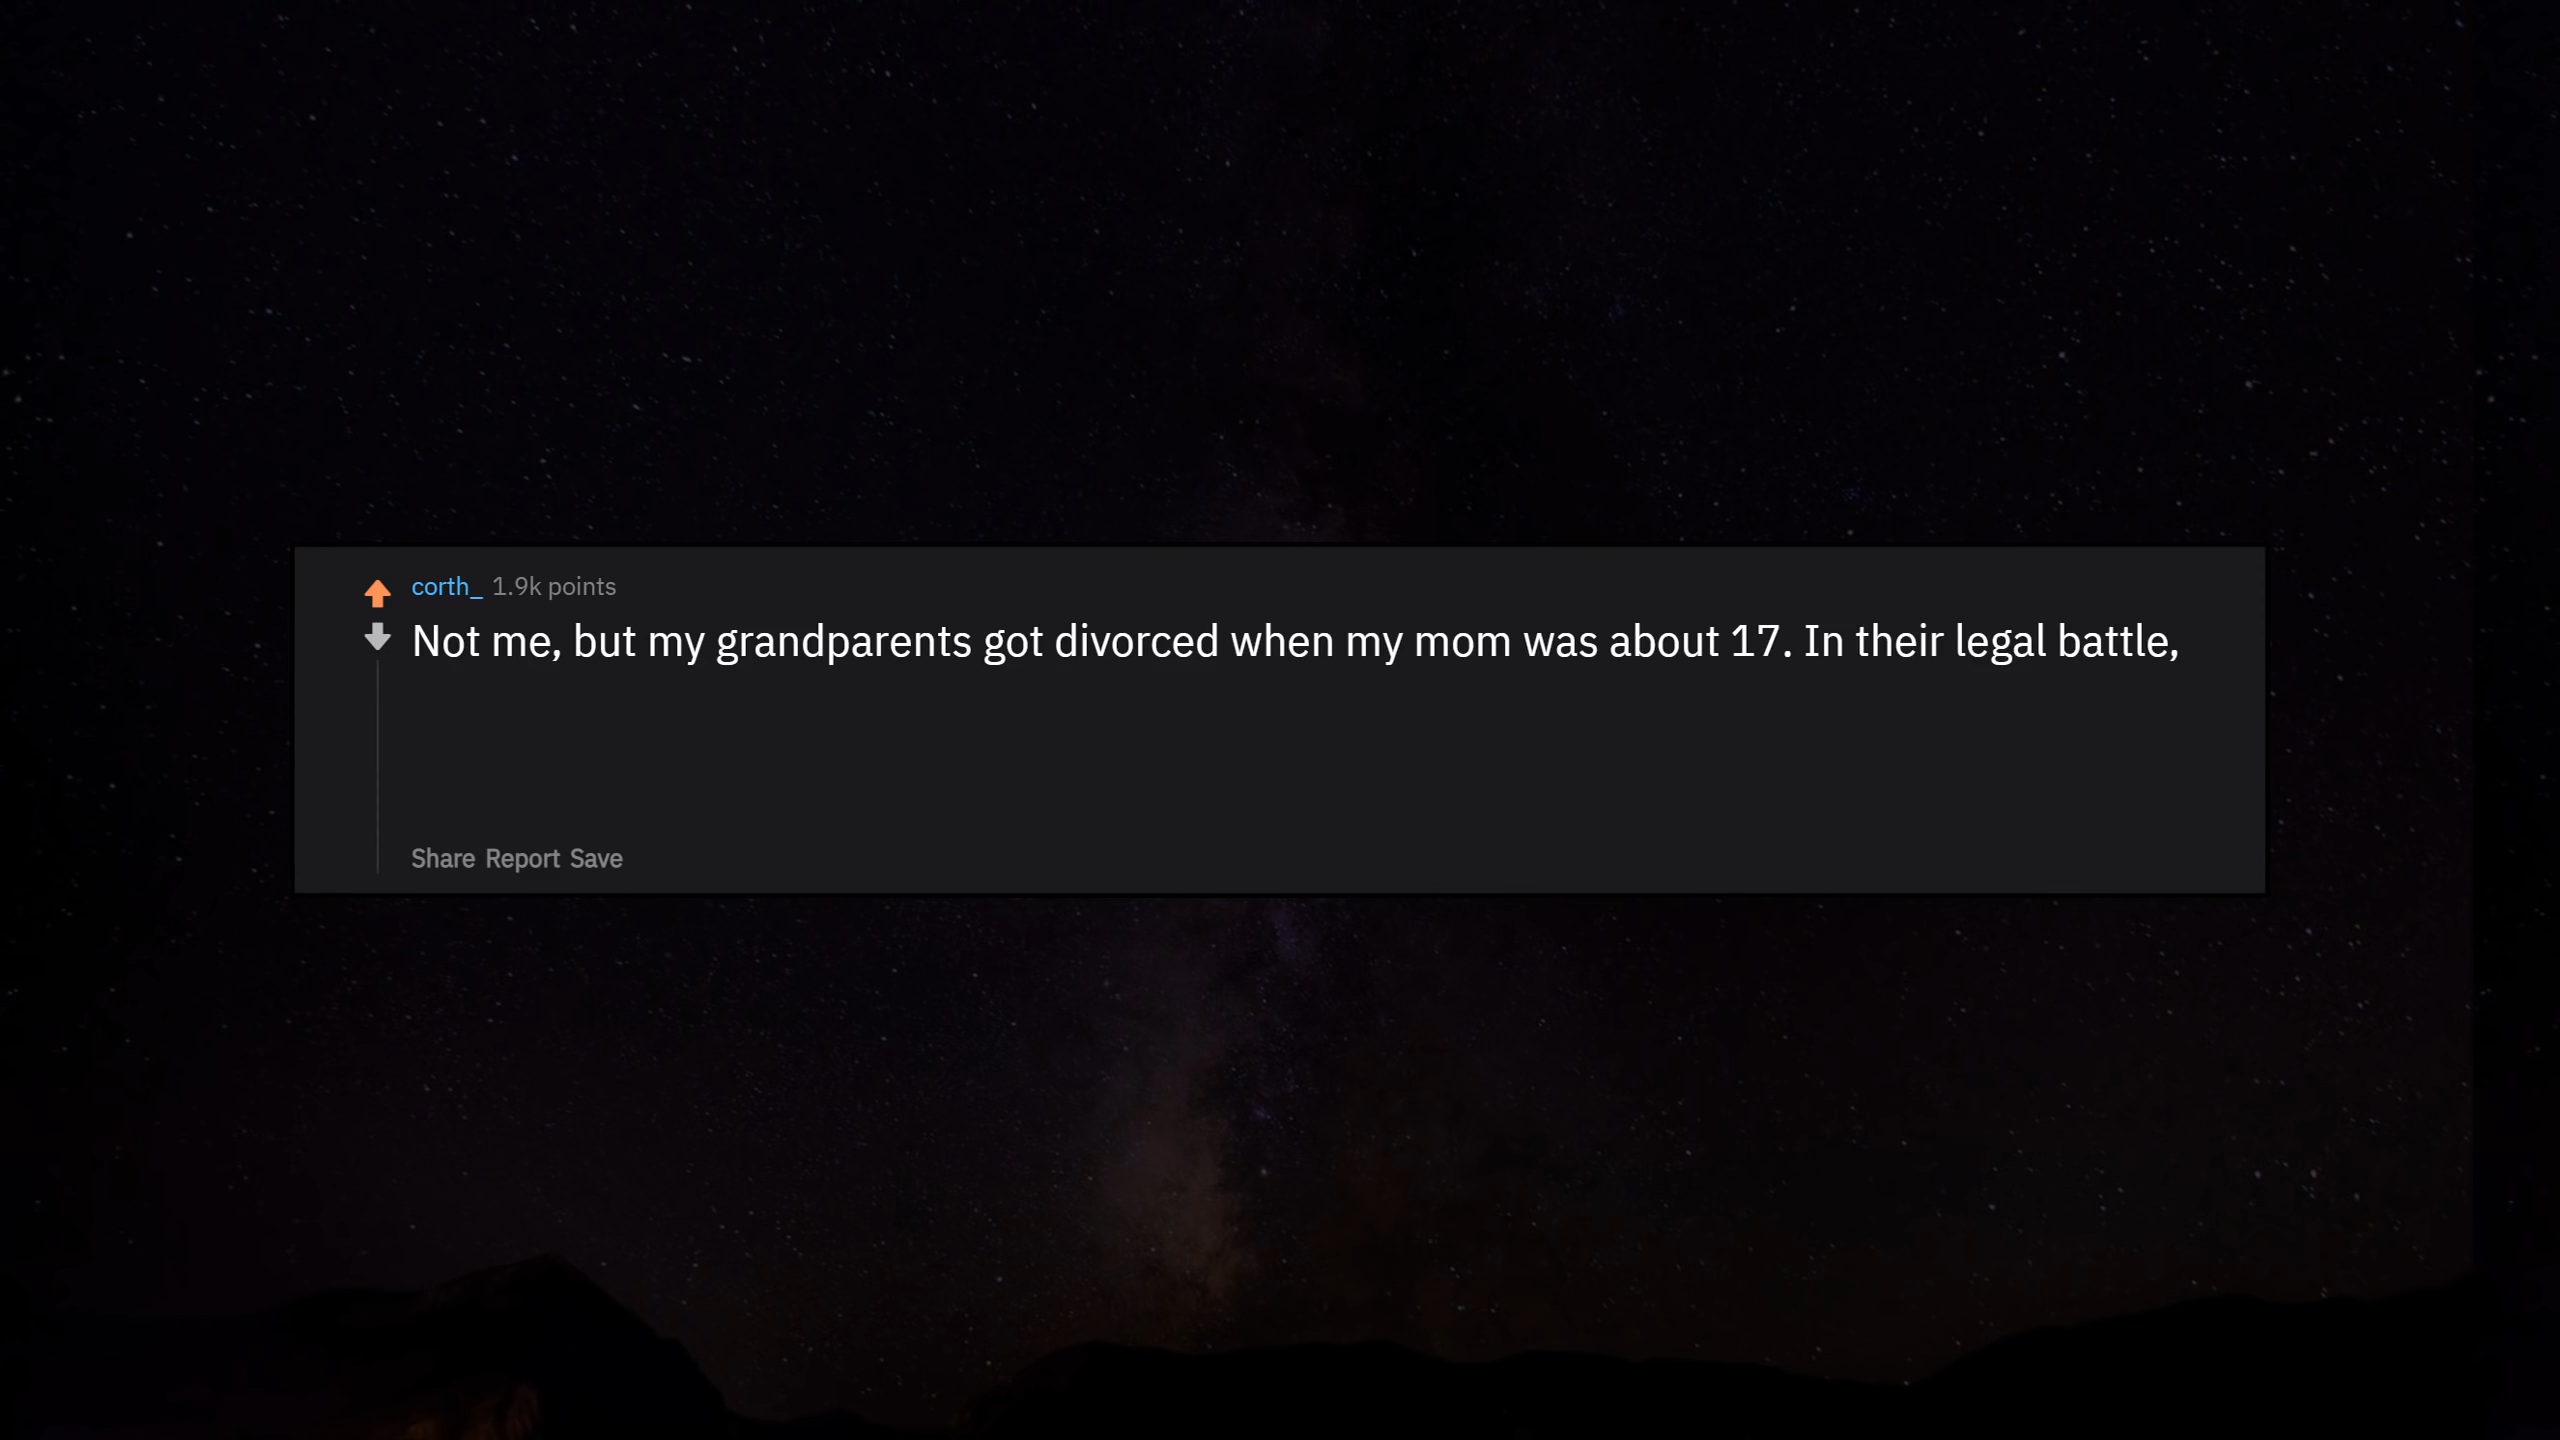 corth_ 1.9k points
Not me, but my grandparents got divorced when my mom was about 17. In their legal battle,
Share Report Save